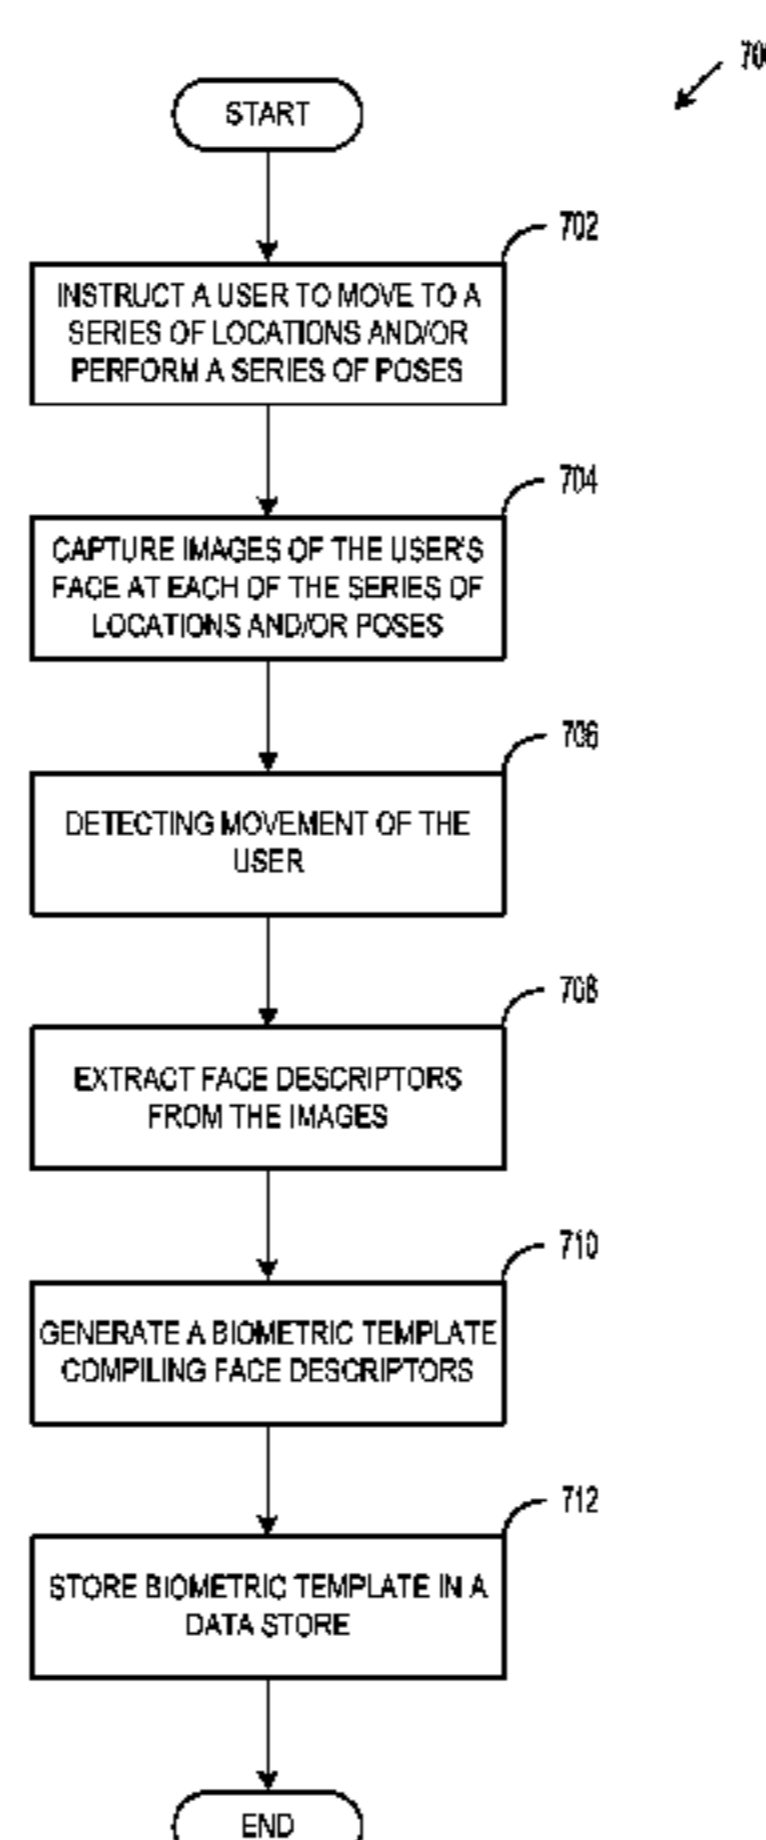 START
702
INSTRUCT A USER TO MOVE TO A
SERIES OF LOCATIONS AND/OR
PERFORM A SERIES OF POSES
704
CAPTURE IMAGES OF THE USER'S
FACE AT EACH OF THE SERIES OF
LOCATIONS AND/OR POSES
706
DETECTING MOVEMENT OF THE
USER
708
EXTRACT FACE DESCRIPTORS
FROM THE IMAGES
710
GENERATE A BIOMETRIC TEMPLATE
COMPILING FACE DESCRIPTORS
712
STORE BIOMETRIC TEMPLATE IN A
DATA STORE
END